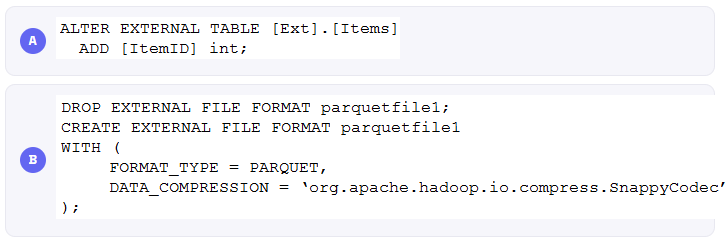 A
ALTER EXTERNAL TABLE [Ext].[Items]
ADD [ItemID] int;
B
DROP EXTERNAL FILE FORMAT parquetfile1;
CREATE EXTERNAL FILE FORMAT parquetfile1
WITH (
FORMAT_TYPE = PARQUET,
DATA_COMPRESSION = ‘org.apache.hadoop.io.compress.SnappyCodec’
);